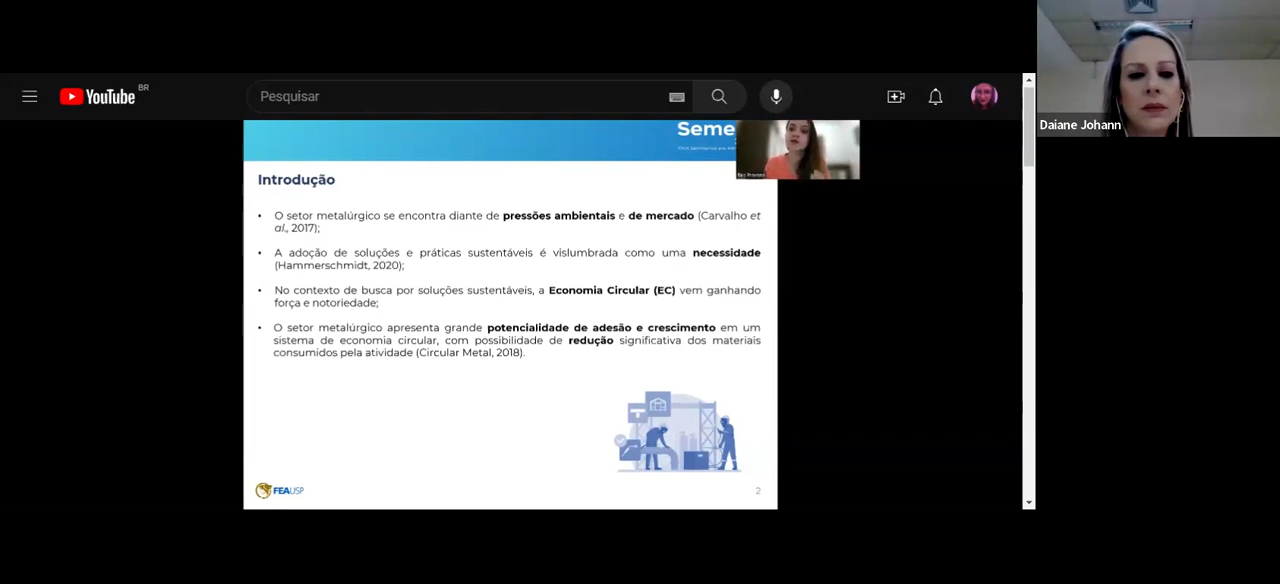 BR
YouTube
Pesquisar
Daiane Johann
Seme
Introdução
• O setor metalúrgico se encontra diante de pressões ambientais e de mercado (Carvalho et
al., 2017);
• A adoção de soluções e práticas sustentáveis é vislumbrada como uma necessidade
(Hammerschmidt, 2020);
• No contexto de busca por soluções sustentáveis, a Economia Circular (EC) vem ganhando
força e notoriedade;
• O setor metalúrgico apresenta grande potencialidade de adesão e crescimento em um
sistema de economia circular, com possibilidade de redução significativa dos materiais
consumidos pela atividade (Circular Metal, 2018).
FEAUSP
2